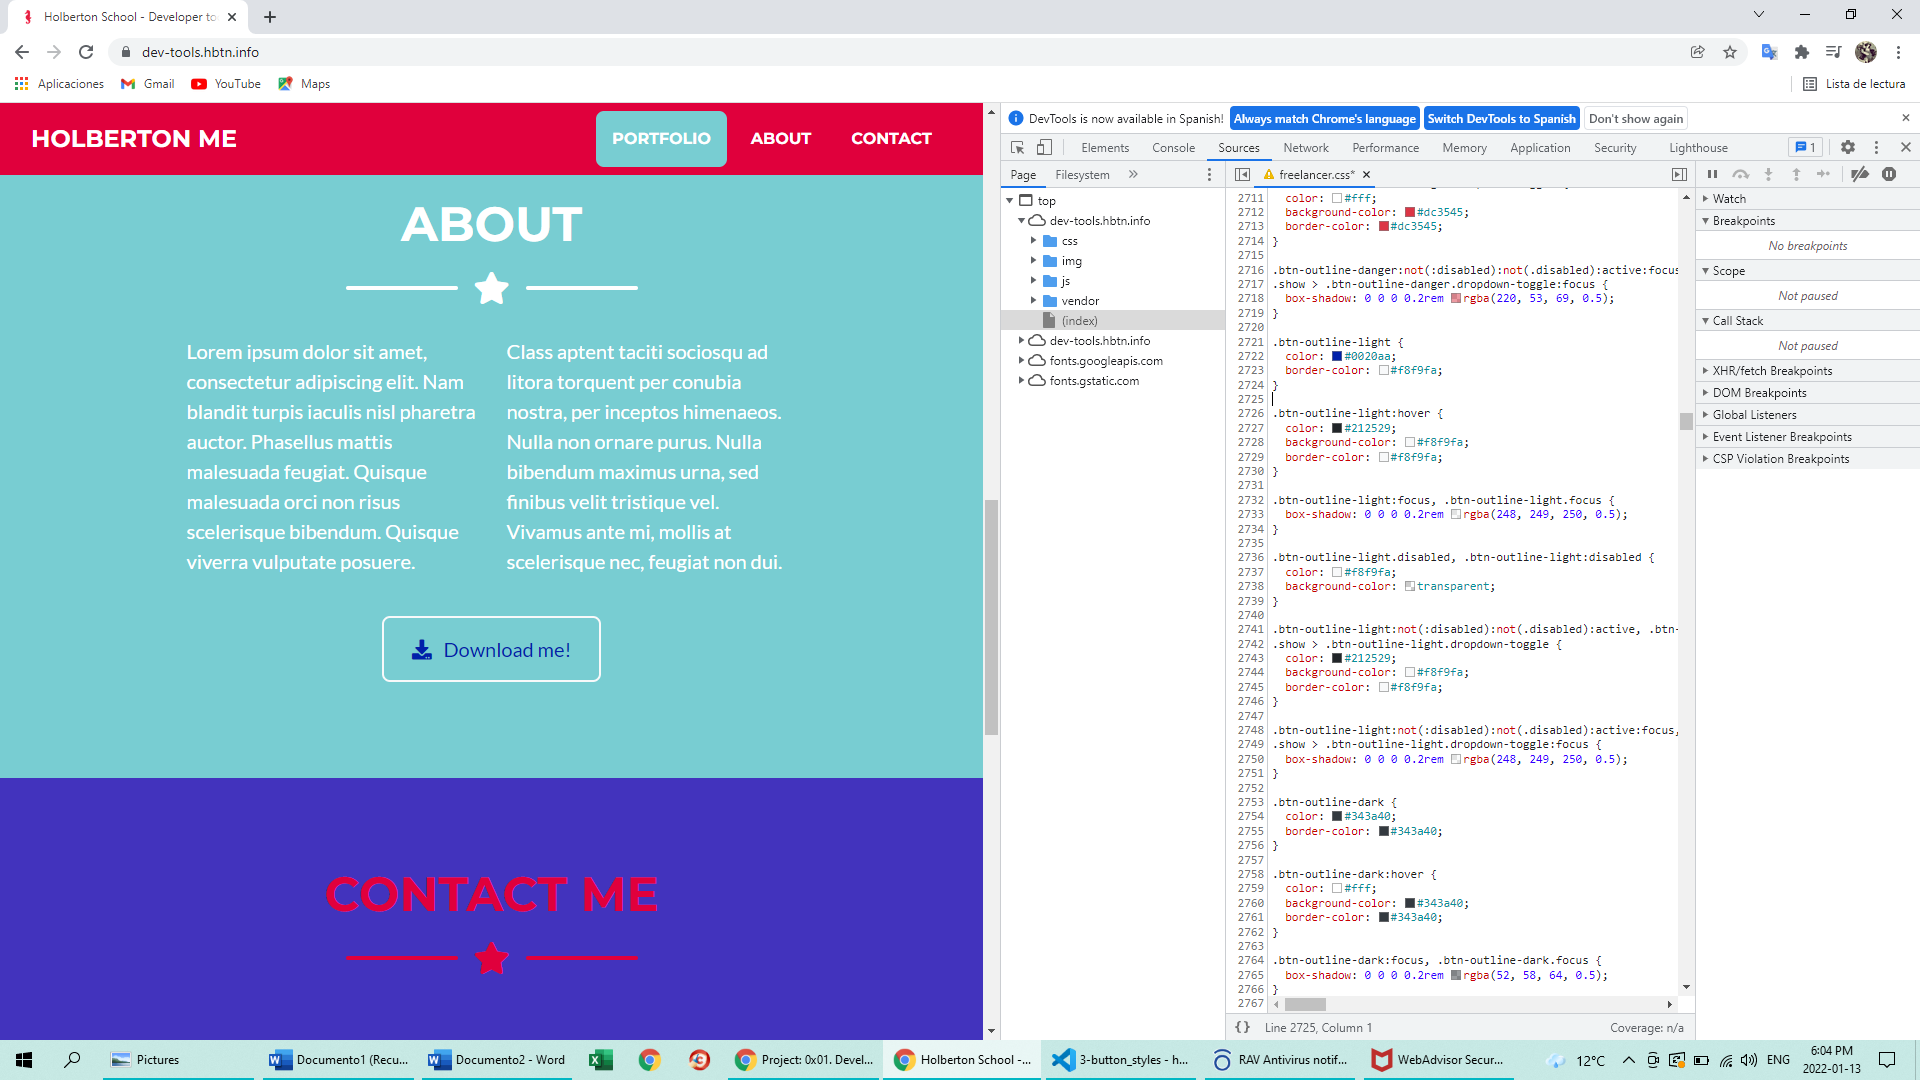 Holberton School - Developer to
dev-tools.hbtn.info
Aplicaciones
Gmail
YouTube
Maps
Lista de lectura
HOLBERTON ME
PORTFOLIO
ABOUT
CONTACT
ABOUT
Lorem ipsum dolor sit amet,
consectetur adipiscing elit. Nam
blandit turpis iaculis nisl pharetra
auctor. Phasellus mattis
malesuada feugiat. Quisque
malesuada orci non risus
scelerisque bibendum. Quisque
viverra vulputate posuere.
Class aptent taciti sociosqu ad
litora torquent per conubia
nostra, per inceptos himenaeos.
Nulla non ornare purus. Nulla
bibendum maximus urna, sed
finibus velit tristique vel.
Vivamus ante mi, mollis at
scelerisque nec, feugiat non dui.
Download me!
CONTACT ME
DevTools is now available in Spanish!
Always match Chrome's language
Switch DevTools to Spanish
Don't show again
Elements
Console
Sources
Network
Performance
Memory
Application
Security
Lighthouse
1
Page
Filesystem
top
dev-tools.hbtn.info
css
img
js
vendor
(index)
dev-tools.hbtn.info
fonts.googleapis.com
fonts.gstatic.com
freelancer.css*
2711 color: #fff;
2712 background-color: #dc3545;
2713 border-color: #dc3545;
2714 }
2715
2716 .btn-outline-danger:not(:disabled):not(.disabled):active:focus
2717 .show > .btn-outline-danger.dropdown-toggle:focus {
2718 box-shadow: 0 0 0 0.2rem rgba(220, 53, 69, 0.5);
2719 }
2720
2721 .btn-outline-light {
2722 color: #0020aa;
2723 border-color: #f8f9fa;
2724 }
2725
2726 .btn-outline-light:hover {
2727 color: #212529;
2728 background-color: #f8f9fa;
2729 border-color: #f8f9fa;
2730 }
2731
2732 .btn-outline-light:focus, .btn-outline-light.focus {
2733 box-shadow: 0 0 0 0.2rem rgba(248, 249, 250, 0.5);
2734 }
2735
2736 .btn-outline-light.disabled, .btn-outline-light:disabled {
2737 color: #f8f9fa;
2738 background-color: transparent;
2739 }
2740
2741 .btn-outline-light:not(:disabled):not(.disabled):active, .btn-
2742 .show > .btn-outline-light.dropdown-toggle {
2743 color: #212529;
2744 background-color: #f8f9fa;
2745 border-color: #f8f9fa;
2746 }
2747
2748 .btn-outline-light:not(:disabled):not(.disabled):active:focus,
2749 .show > .btn-outline-light.dropdown-toggle:focus {
2750 box-shadow: 0 0 0 0.2rem rgba(248, 249, 250, 0.5);
2751 }
2752
2753 .btn-outline-dark {
2754 color: #343a40;
2755 border-color: #343a40;
2756 }
2757
2758 .btn-outline-dark:hover {
2759 color: #fff;
2760 background-color: #343a40;
2761 border-color: #343a40;
2762 }
2763
2764 .btn-outline-dark:focus, .btn-outline-dark.focus {
2765 box-shadow: 0 0 0 0.2rem rgba(52, 58, 64, 0.5);
2766 }
2767
{} Line 2725, Column 1
Coverage: n/a
Watch
Breakpoints
No breakpoints
Scope
Not paused
Call Stack
Not paused
XHR/fetch Breakpoints
DOM Breakpoints
Global Listeners
Event Listener Breakpoints
CSP Violation Breakpoints
Pictures
Documento1 (Recu...
Documento2 - Word
Project: 0x01. Devel...
Holberton School -...
3-button_styles - h...
RAV Antivirus notif...
WebAdvisor Secur...
12°C
ENG
6:04 PM
2022-01-13